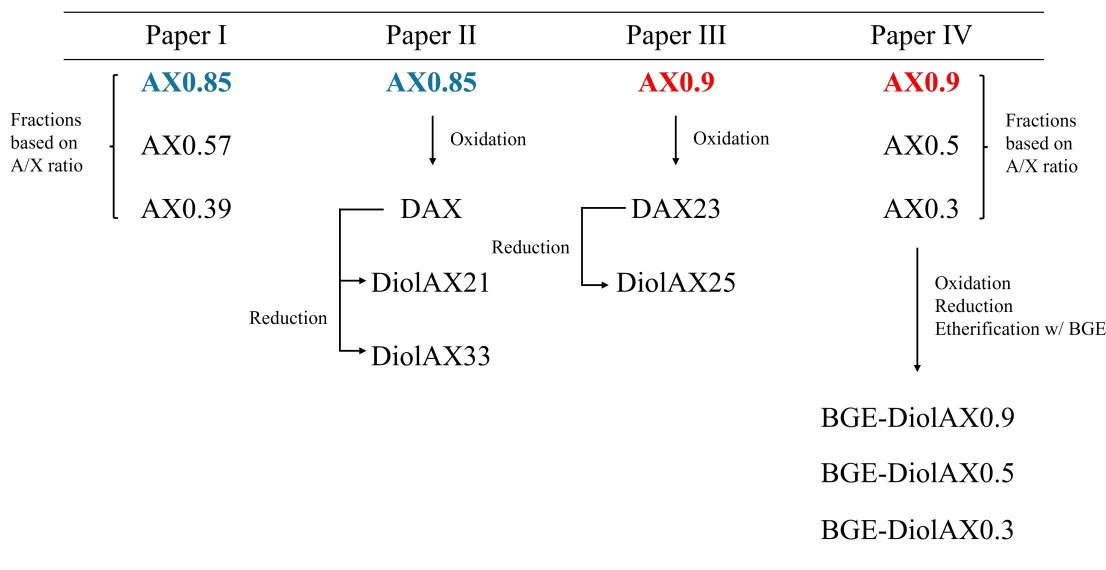 Paper I
Paper II
Paper III
Paper IV
AX0.85
AX0.85
AX0.9
AX0.9
Fractions
based on
A/X ratio
AX0.57
AX0.39
Oxidation
DAX
DiolAX21
DiolAX33
Reduction
Oxidation
DAX23
Reduction
DiolAX25
AX0.5
AX0.3
Fractions
based on
A/X ratio
Oxidation
Reduction
Etherification w/ BGE
BGE-DiolAX0.9
BGE-DiolAX0.5
BGE-DiolAX0.3